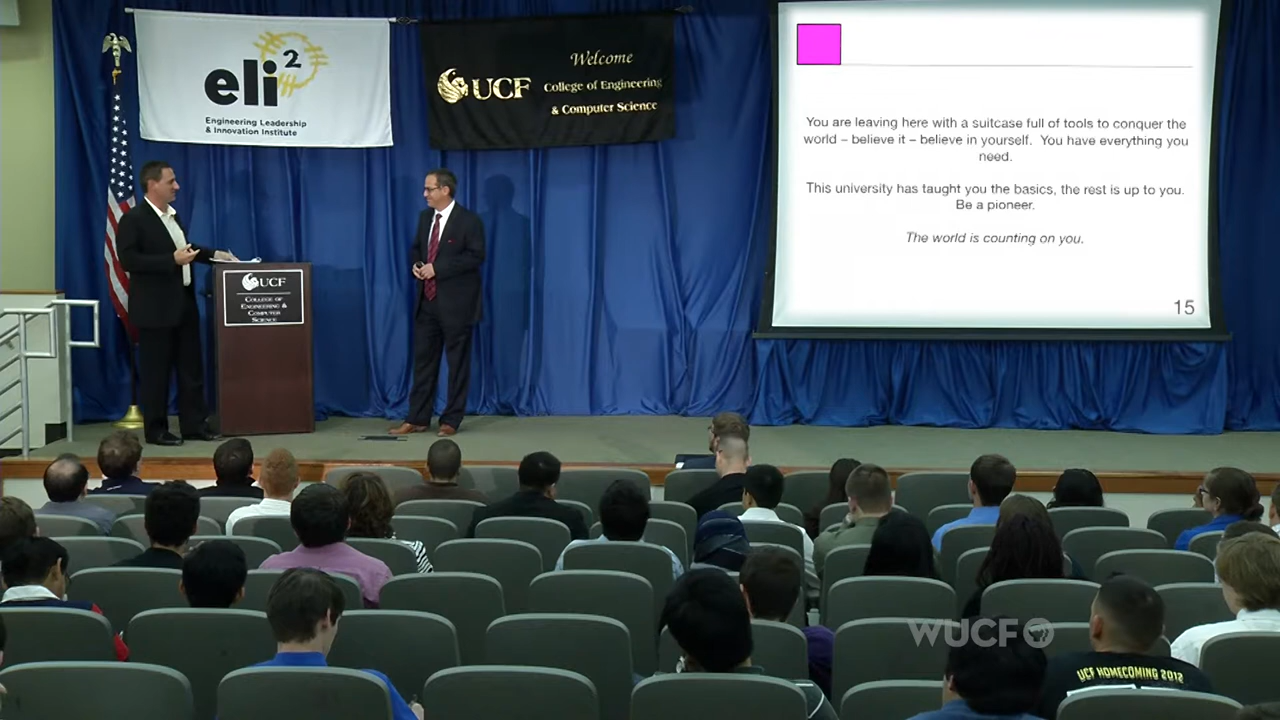 eli²
Engineering Leadership
& Innovation Institute
Welcome
UCF
College of Engineering
& Computer Science
You are leaving here with a suitcase full of tools to conquer the
world – believe it – believe in yourself. You have everything you
need.
This university has taught you the basics, the rest is up to you.
Be a pioneer.
The world is counting on you.
15
UCF
College of
Engineering &
Computer
Science
WUCF
UCF HOMECOMING 2012